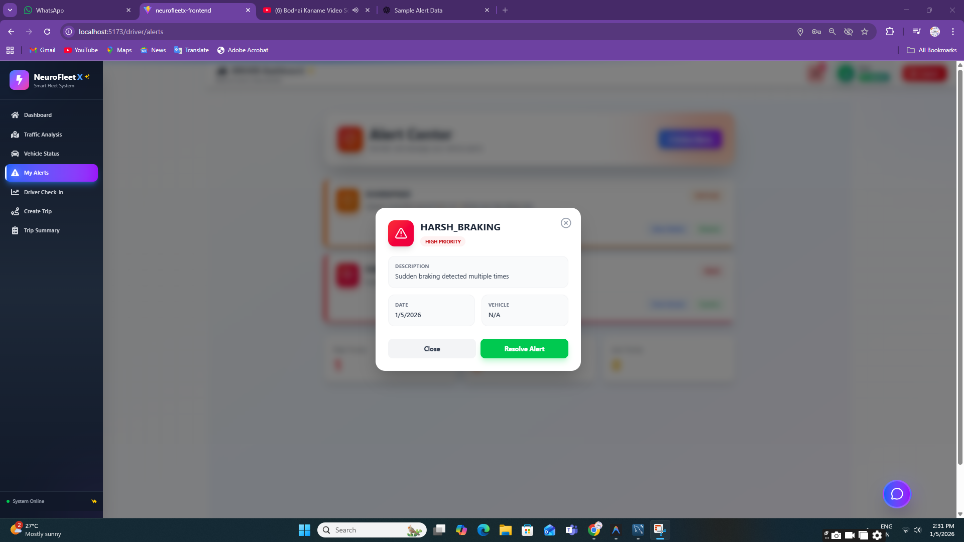 WhatsApp
neurofleetx-frontend
(6) Bodhai Kaname Video S
Sample Alert Data
localhost:5173/driver/alerts
Gmail
YouTube
Maps
News
Translate
Adobe Acrobat
All Bookmarks
NeuroFleetX
Smart Fleet System
Dashboard
Traffic Analysis
Vehicle Status
My Alerts
Driver Check-In
Create Trip
Trip Summary
System Online
Alert Center
HARSH_BRAKING
HIGH PRIORITY
DESCRIPTION
Sudden braking detected multiple times
DATE
1/5/2026
VEHICLE
N/A
Close
Resolve Alert
2
27°C
Mostly sunny
Search
ENG
IN
2:31 PM
1/5/2026